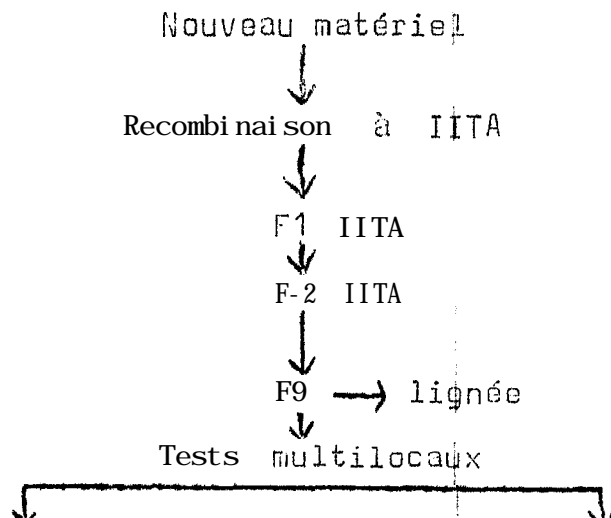 Nouveau matériel
Recombinaison à IITA
F1 IITA
F-2 IITA
F9 → lignée
Tests multilocaux